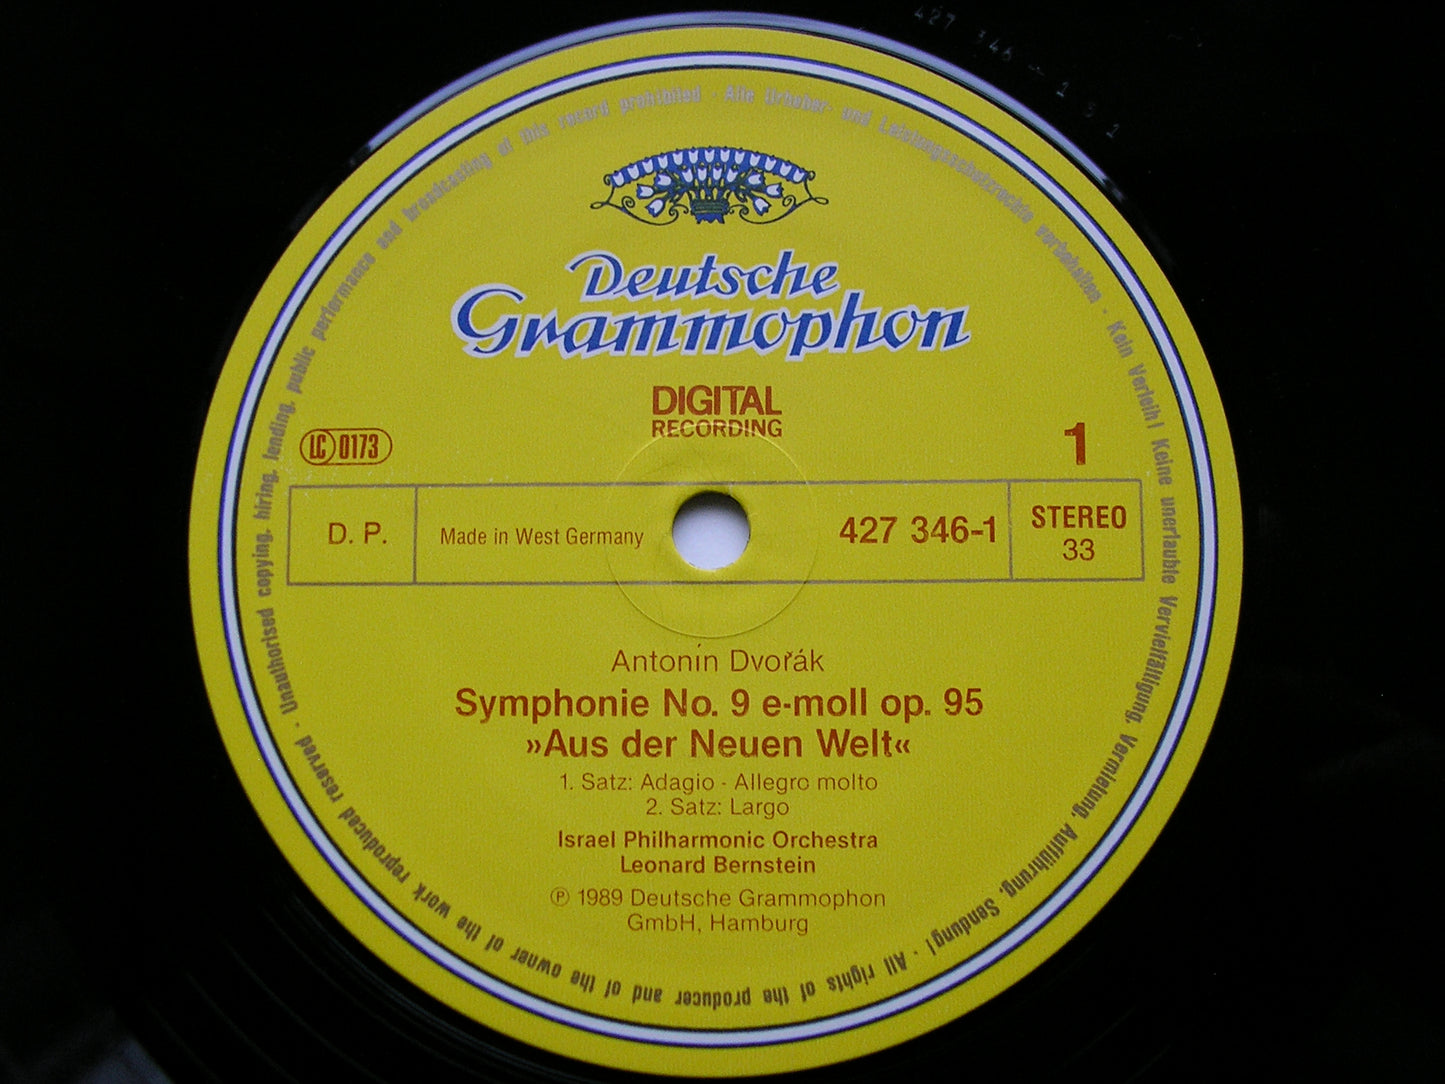 427 346-1
Unauthorised copying, hiring, lending, public performance and broadcasting of this record prohibited · Alle Urheber- und Leistungsschutzrechte vorbehalten · Kein Verleih! Keine unerlaubte Vervielfältigung, Vermietung, Aufführung, Sendung! · All rights of the producer and of the owner of the work reproduced reserved ·
Deutsche
Grammophon
DIGITAL
RECORDING
LC 0173
1
D. P.
Made in West Germany
427 346-1
STEREO
33
Antonín Dvořák
Symphonie No. 9 e-moll op. 95
»Aus der Neuen Welt«
1. Satz: Adagio - Allegro molto
2. Satz: Largo
Israel Philharmonic Orchestra
Leonard Bernstein
℗ 1989 Deutsche Grammophon
GmbH, Hamburg